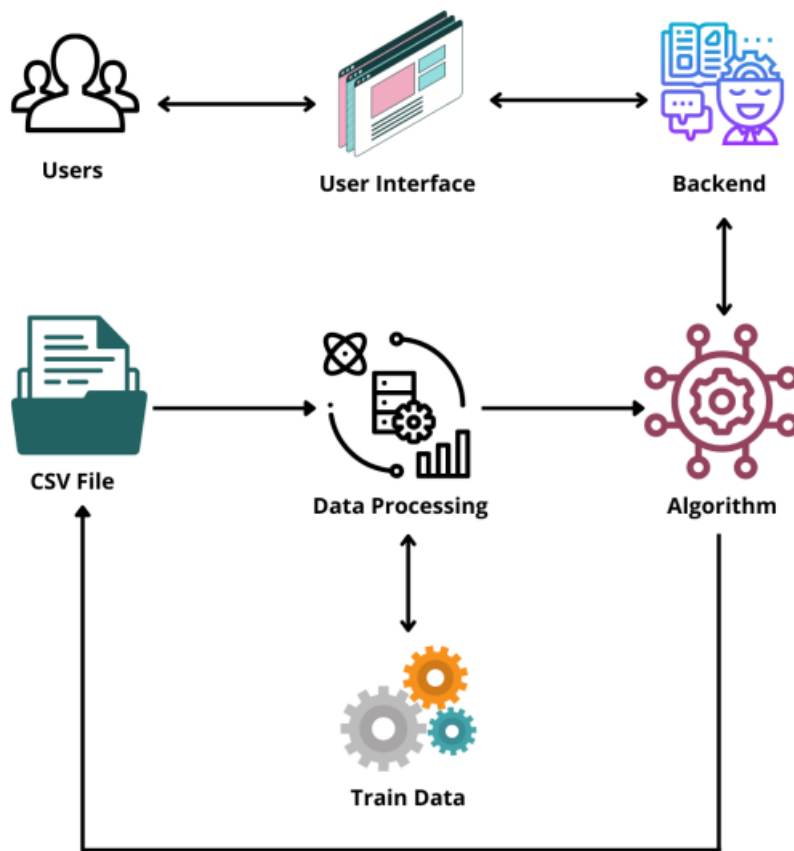 Users
User Interface
Backend
CSV File
Data Processing
Algorithm
Train Data